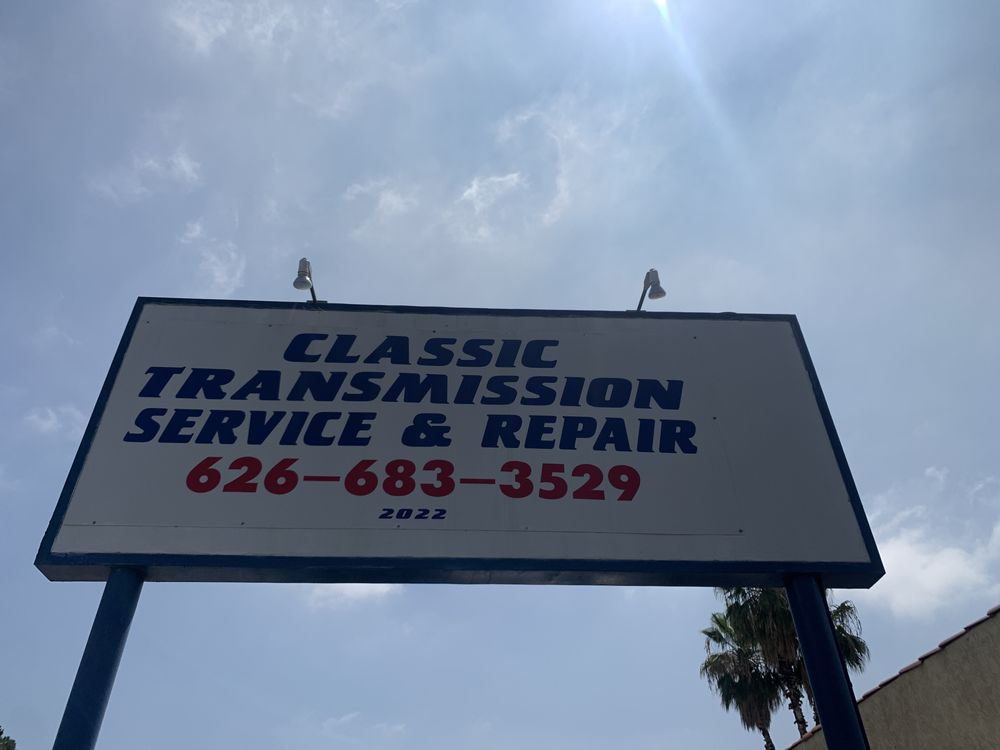 CLASSIC
TRANSMISSION
SERVICE & REPAIR
626-683-3529
2022